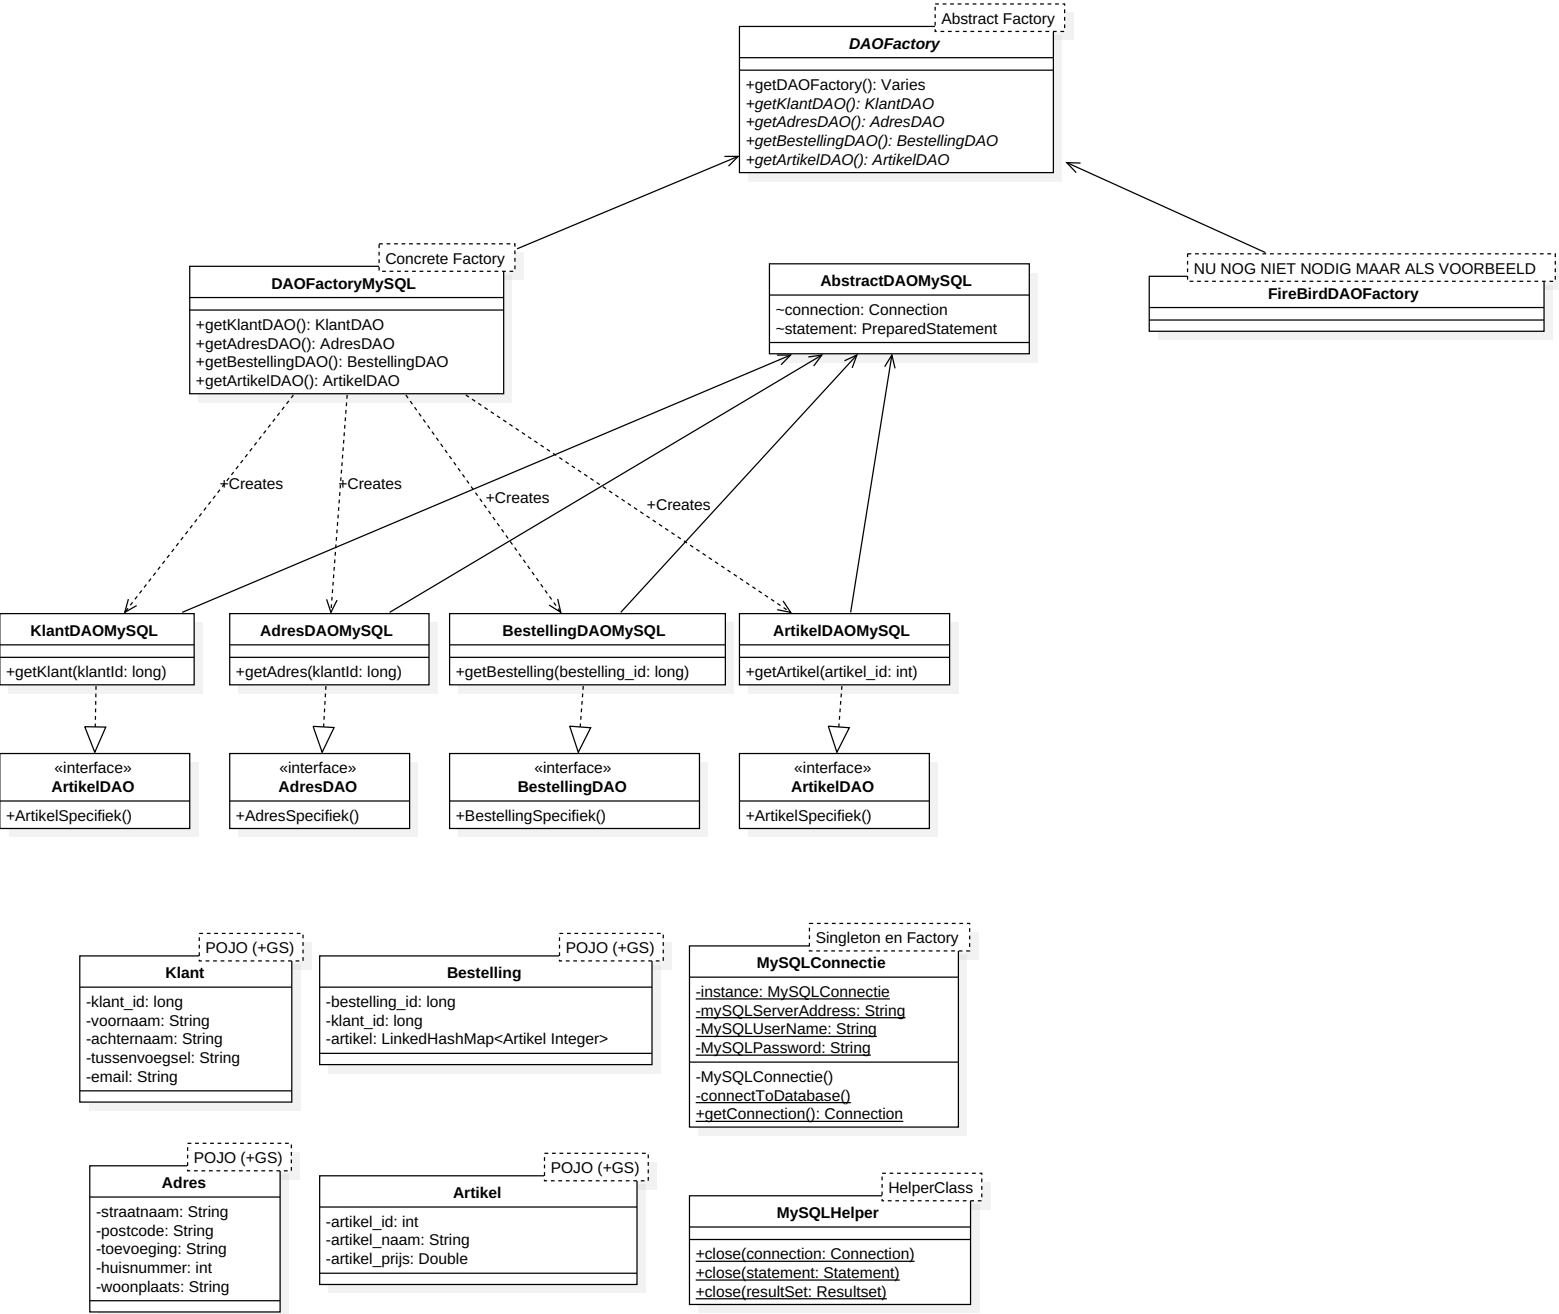 Abstract Factory
DAOFactory
+getDAOFactory(): Varies
+getKlantDAO(): KlantDAO
+getAdresDAO(): AdresDAO
+getBestellingDAO(): BestellingDAO
+getArtikelDAO(): ArtikelDAO
Concrete Factory
DAOFactoryMySQL
+getKlantDAO(): KlantDAO
+getAdresDAO(): AdresDAO
+getBestellingDAO(): BestellingDAO
+getArtikelDAO(): ArtikelDAO
AbstractDAOMySQL
~connection: Connection
~statement: PreparedStatement
NU NOG NIET NODIG MAAR ALS VOORBEELD
FireBirdDAOFactory
+Creates
+Creates
+Creates
+Creates
KlantDAOMySQL
+getKlant(klantId: long)
AdresDAOMySQL
+getAdres(klantId: long)
BestellingDAOMySQL
+getBestelling(bestelling_id: long)
ArtikelDAOMySQL
+getArtikel(artikel_id: int)
«interface»
ArtikelDAO
+ArtikelSpecifiek()
«interface»
AdresDAO
+AdresSpecifiek()
«interface»
BestellingDAO
+BestellingSpecifiek()
«interface»
ArtikelDAO
+ArtikelSpecifiek()
POJO (+GS)
Klant
-klant_id: long
-voornaam: String
-achternaam: String
-tussenvoegsel: String
-email: String
POJO (+GS)
Bestelling
-bestelling_id: long
-klant_id: long
-artikel: LinkedHashMap<Artikel Integer>
Singleton en Factory
MySQLConnectie
-instance: MySQLConnectie
-mySQLServerAddress: String
-MySQLUserName: String
-MySQLPassword: String
-MySQLConnectie()
-connectToDatabase()
+getConnection(): Connection
POJO (+GS)
Adres
-straatnaam: String
-postcode: String
-toevoeging: String
-huisnummer: int
-woonplaats: String
POJO (+GS)
Artikel
-artikel_id: int
-artikel_naam: String
-artikel_prijs: Double
HelperClass
MySQLHelper
+close(connection: Connection)
+close(statement: Statement)
+close(resultSet: Resultset)